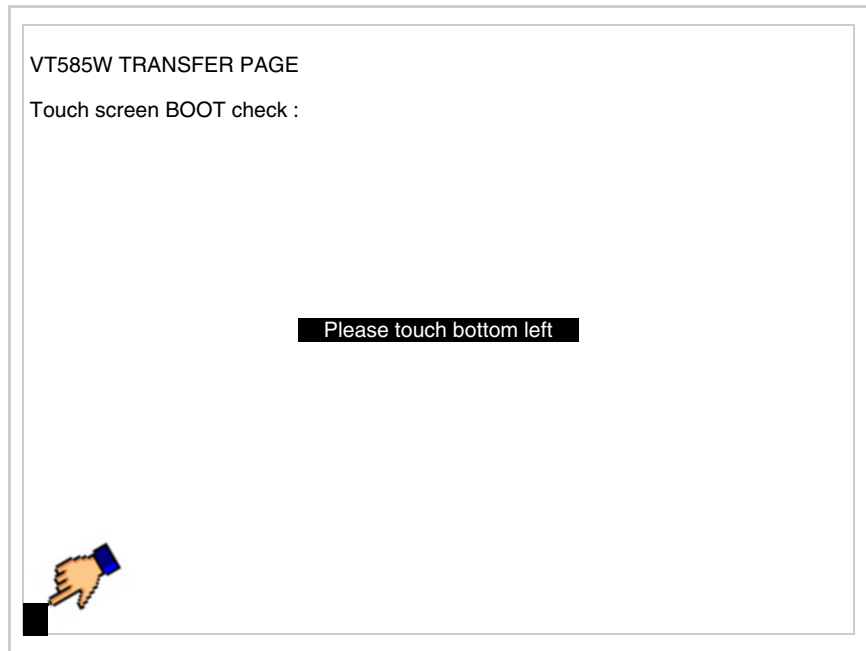 VT585W TRANSFER PAGE
Touch screen BOOT check :
Please touch bottom left